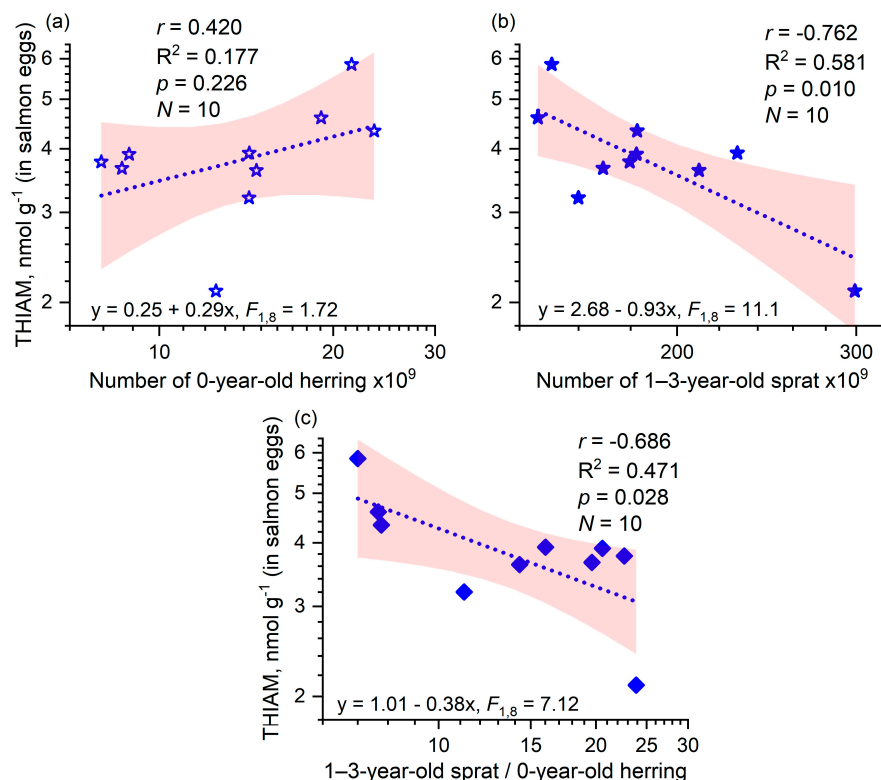 (a)
r = 0.420
R² = 0.177
p = 0.226
N = 10
6
5
4
3
2
THIAM, nmol g⁻¹ (in salmon eggs)
y = 0.25 + 0.29x, F₁,₈ = 1.72
10
20
30
Number of 0-year-old herring x10⁹
(b)
r = -0.762
R² = 0.581
p = 0.010
N = 10
6
5
4
3
2
y = 2.68 - 0.93x, F₁,₈ = 11.1
200
300
Number of 1–3-year-old sprat x10⁹
(c)
r = -0.686
R² = 0.471
p = 0.028
N = 10
6
5
4
3
2
THIAM, nmol g⁻¹ (in salmon eggs)
y = 1.01 - 0.38x, F₁,₈ = 7.12
10
15
20
25
30
1–3-year-old sprat / 0-year-old herring